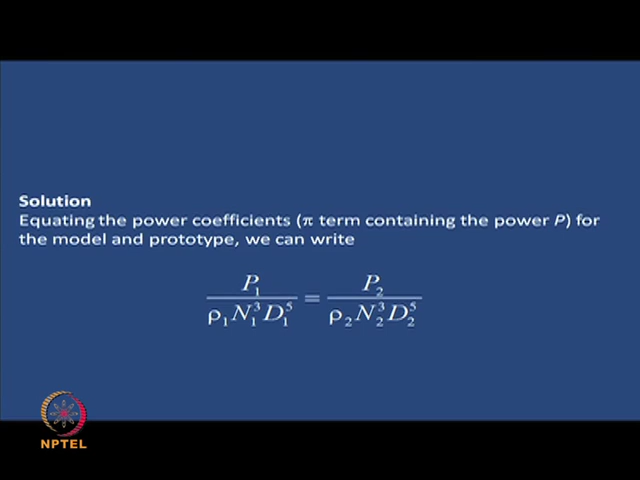 Solution
Equating the power coefficients (π term containing the power P) for
the model and prototype, we can write
P₁ / ρ₁N₁³D₁⁵ = P₂ / ρ₂N₂³D₂⁵
NPTEL